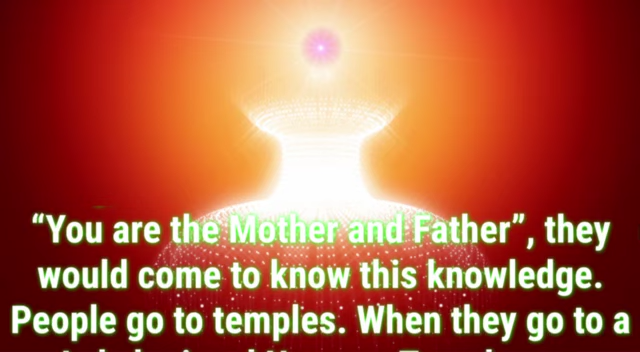 “You are the Mother and Father”, they
would come to know this knowledge.
People go to temples. When they go to a